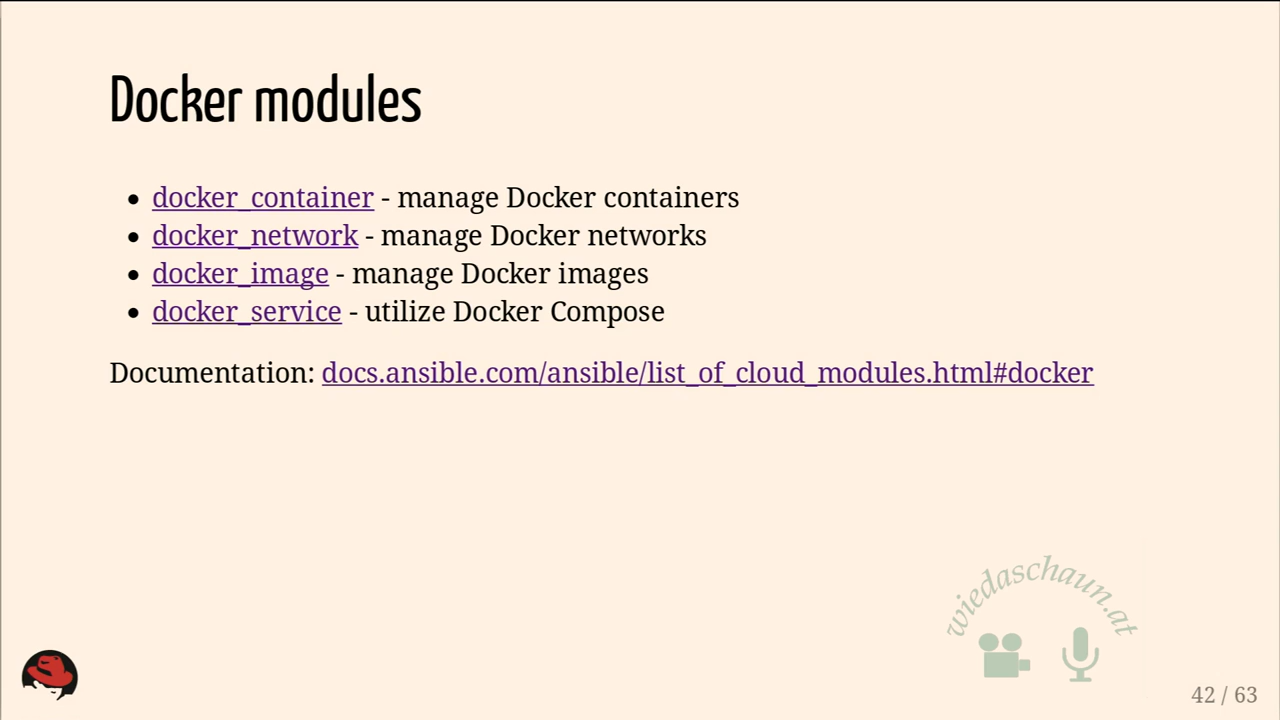 Docker modules
docker_container - manage Docker containers
docker_network - manage Docker networks
docker_image - manage Docker images
docker_service - utilize Docker Compose
Documentation: docs.ansible.com/ansible/list_of_cloud_modules.html#docker
wiedaschaun.at
42 / 63